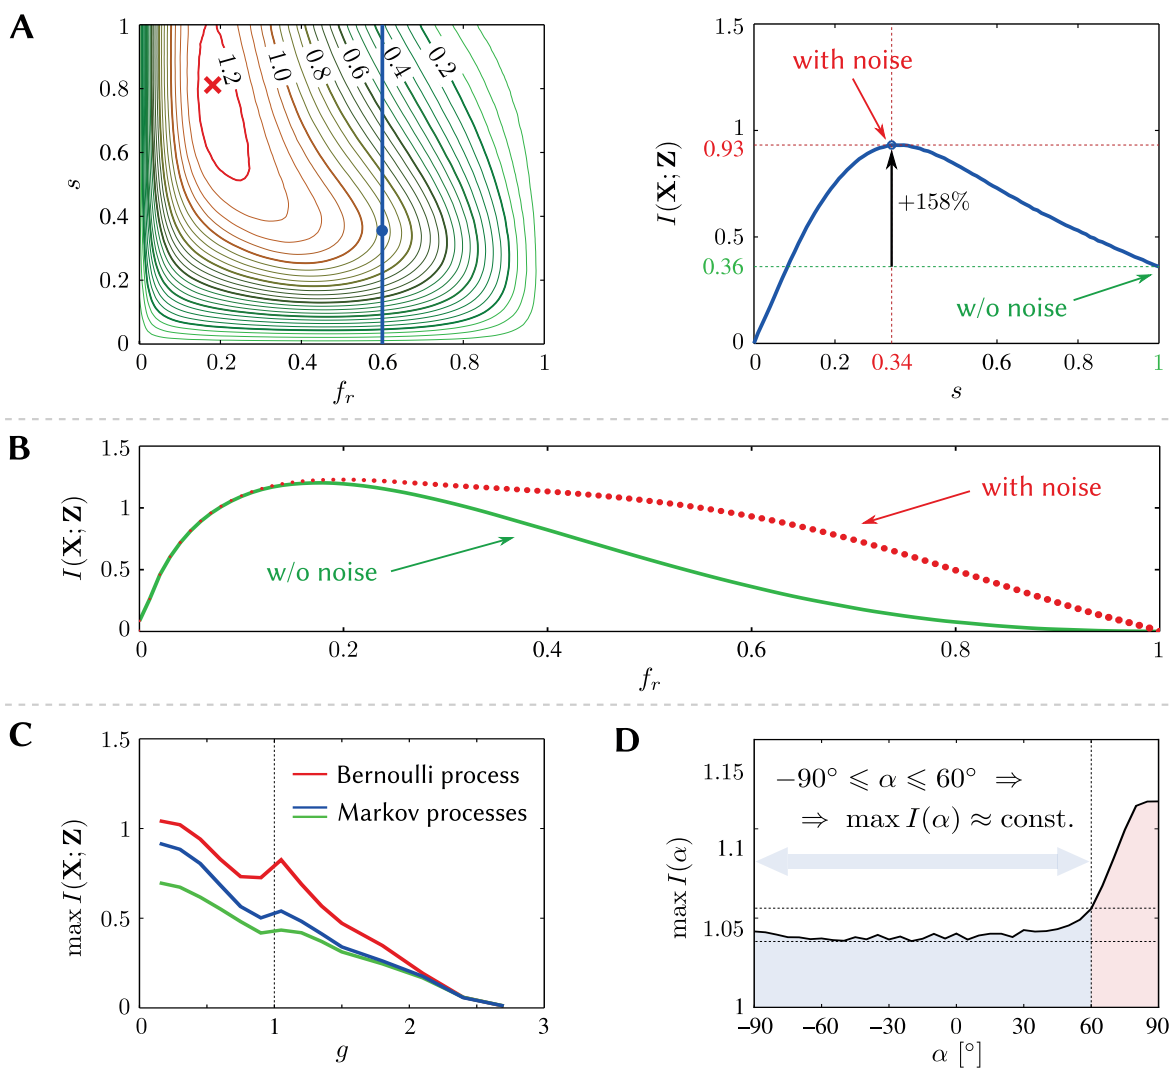 A
1
0.8
0.6
0.4
0.2
0
s
1.2
1.0
0.8
0.6
0.4
0.2
0
0.2
0.4
0.6
0.8
1
f_r
1.5
1
0.93
0.5
0.36
0
I(X; Z)
with noise
+158%
w/o noise
0
0.34
0.6
0.8
1
s
B
1.5
1
0.5
0
I(X; Z)
with noise
w/o noise
0
0.2
0.4
0.6
0.8
1
f_r
C
1.5
1
0.5
0
max I(X; Z)
Bernoulli process
Markov processes
0
1
2
3
g
D
1.15
1.1
1.05
1
max I(α)
−90° ⩽ α ⩽ 60° ⇒
⇒ max I(α) ≈ const.
−90
−60
−30
0
30
60
90
α [°]